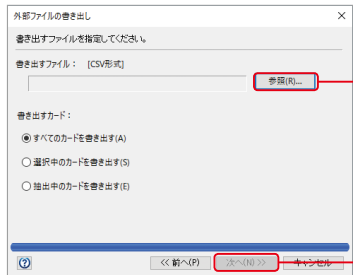 外部ファイルの書き出し
書き出すファイルを指定してください。
書き出すファイル： [CSV形式]
参照(R)...
書き出すカード：
すべてのカードを書き出す(A)
選択中のカードを書き出す(S)
抽出中のカードを書き出す(E)
<< 前へ(P) 次へ(N) >> キャンセル